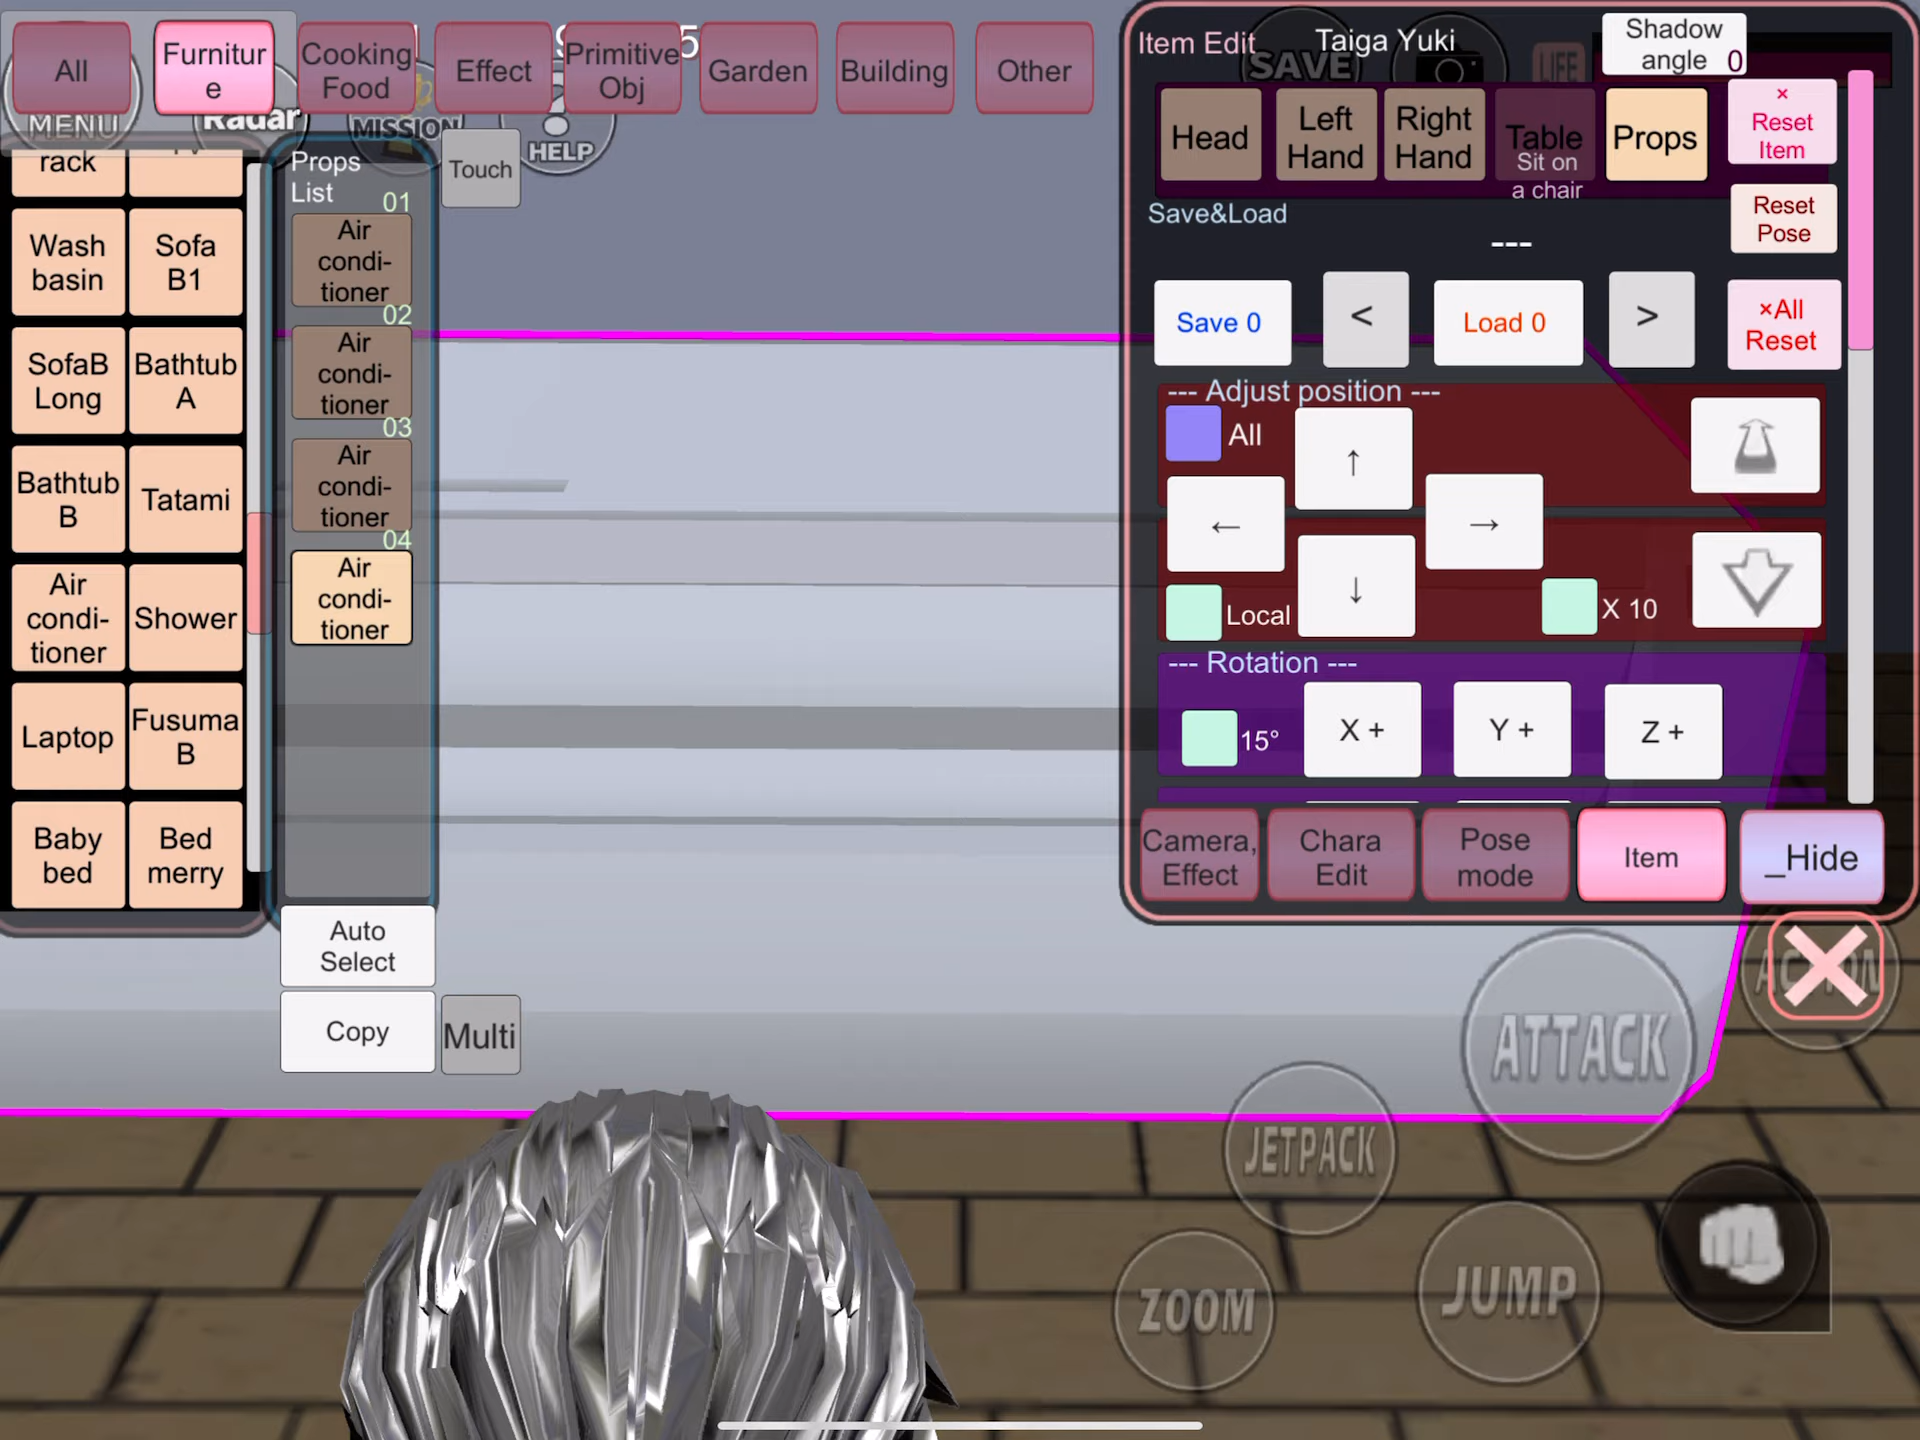 All
Furnitur
e
Cooking
Food
Effect
Primitive
Obj
Garden
Building
Other
MENU
Radar
MISSION
HELP
Touch
rack
Wash
basin
Sofa
B1
SofaB
Long
Bathtub
A
Bathtub
B
Tatami
Air
condi-
tioner
Shower
Laptop
Fusuma
B
Baby
bed
Bed
merry
Props
List
01
Air
condi-
tioner
02
Air
condi-
tioner
03
Air
condi-
tioner
04
Air
condi-
tioner
Auto
Select
Copy
Multi
Item Edit
Taiga Yuki
SAVE
LIFE
Shadow
angle 0
Head
Left
Hand
Right
Hand
Table
Sit on
a chair
Props
×
Reset
Item
Save&Load
---
Reset
Pose
Save 0
<
Load 0
>
×All
Reset
--- Adjust position ---
All
↑
←
→
↓
Local
X 10
--- Rotation ---
15°
X +
Y +
Z +
Camera,
Effect
Chara
Edit
Pose
mode
Item
_Hide
ACTION
ATTACK
JETPACK
ZOOM
JUMP